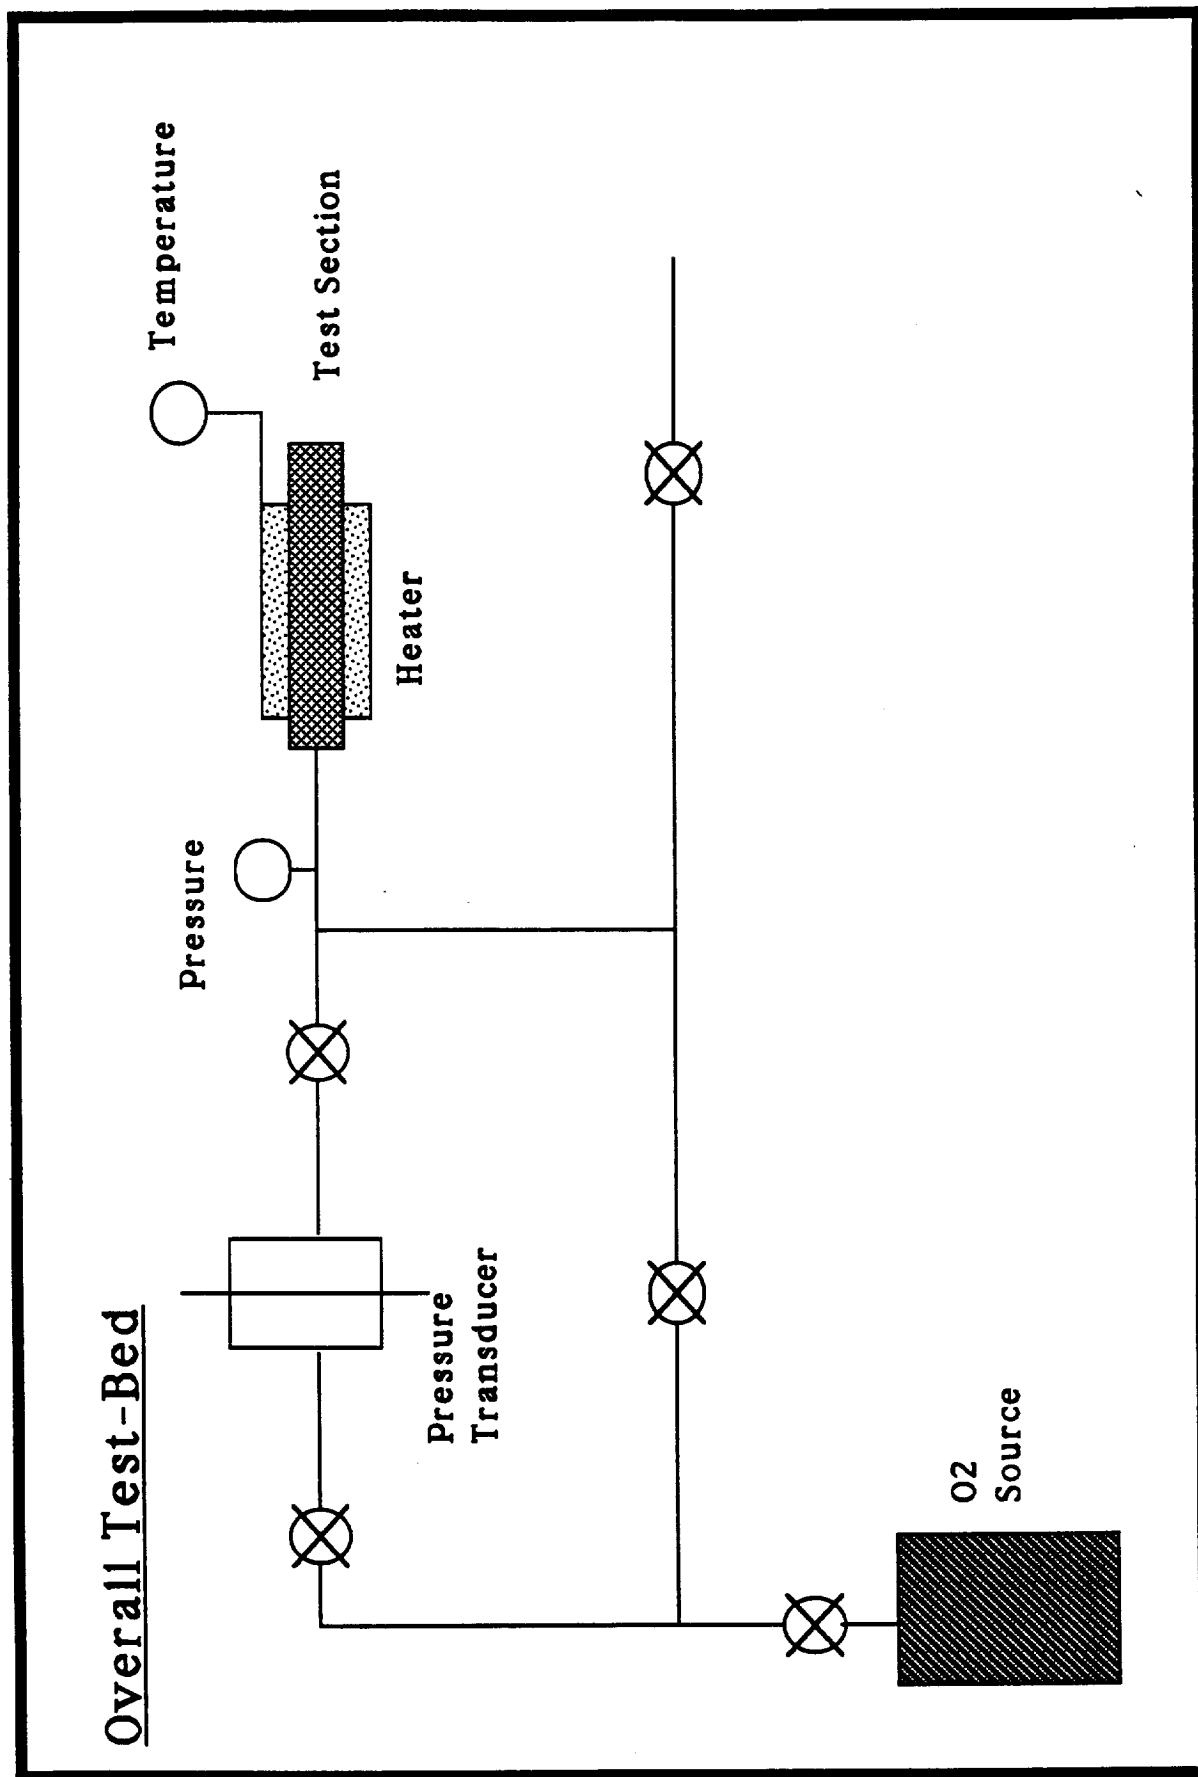 Overall Test-Bed
Temperature
Pressure
Test Section
Heater
Pressure
Transducer
O2
Source